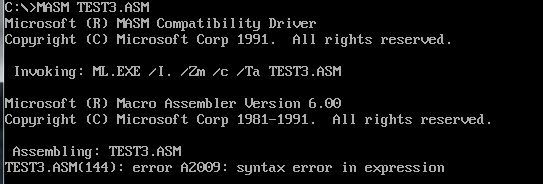 C:\>MASM TEST3.ASM
Microsoft (R) MASM Compatibility Driver
Copyright (C) Microsoft Corp 1991.  All rights reserved.
Invoking: ML.EXE /I. /Zm /c /Ta TEST3.ASM
Microsoft (R) Macro Assembler Version 6.00
Copyright (C) Microsoft Corp 1981-1991.  All rights reserved.
Assembling: TEST3.ASM
TEST3.ASM(144): error A2009: syntax error in expression